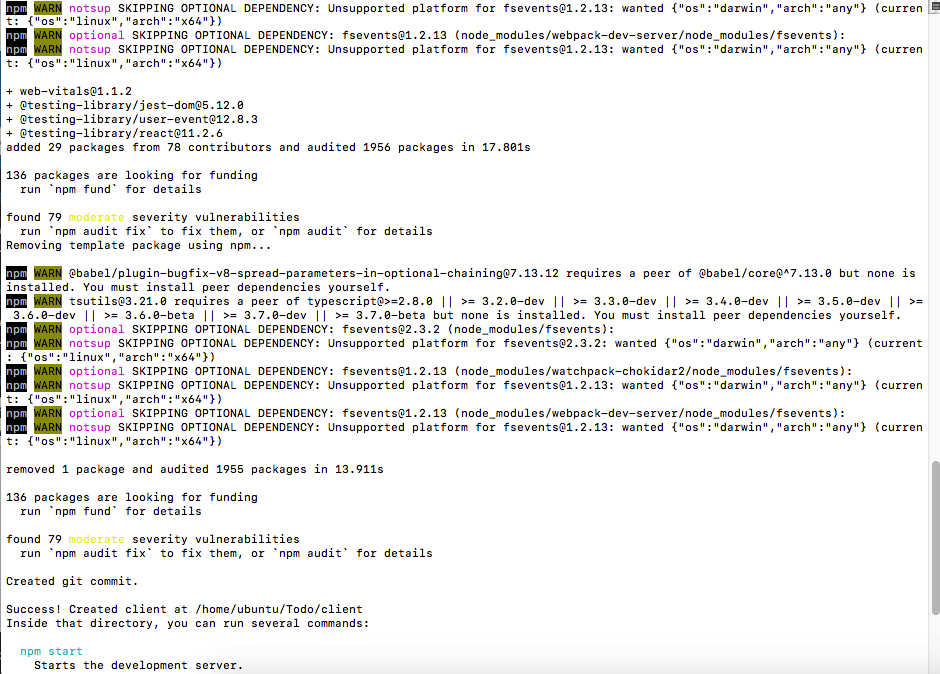 npm WARN notsup SKIPPING OPTIONAL DEPENDENCY: Unsupported platform for fsevents@1.2.13: wanted {"os":"darwin","arch":"any"} (curren
t: {"os":"linux","arch":"x64"})
npm WARN optional SKIPPING OPTIONAL DEPENDENCY: fsevents@1.2.13 (node_modules/webpack-dev-server/node_modules/fsevents):
npm WARN notsup SKIPPING OPTIONAL DEPENDENCY: Unsupported platform for fsevents@1.2.13: wanted {"os":"darwin","arch":"any"} (curren
t: {"os":"linux","arch":"x64"})
+ web-vitals@1.1.2
+ @testing-library/jest-dom@5.12.0
+ @testing-library/user-event@12.8.3
+ @testing-library/react@11.2.6
added 29 packages from 78 contributors and audited 1956 packages in 17.801s
136 packages are looking for funding
run `npm fund` for details
found 79 moderate severity vulnerabilities
run `npm audit fix` to fix them, or `npm audit` for details
Removing template package using npm...
npm WARN @babel/plugin-bugfix-v8-spread-parameters-in-optional-chaining@7.13.12 requires a peer of @babel/core@^7.13.0 but none is
installed. You must install peer dependencies yourself.
npm WARN tsutils@3.21.0 requires a peer of typescript@>=2.8.0 || >= 3.2.0-dev || >= 3.3.0-dev || >= 3.4.0-dev || >= 3.5.0-dev || >=
3.6.0-dev || >= 3.6.0-beta || >= 3.7.0-dev || >= 3.7.0-beta but none is installed. You must install peer dependencies yourself.
npm WARN optional SKIPPING OPTIONAL DEPENDENCY: fsevents@2.3.2 (node_modules/fsevents):
npm WARN notsup SKIPPING OPTIONAL DEPENDENCY: Unsupported platform for fsevents@2.3.2: wanted {"os":"darwin","arch":"any"} (current
: {"os":"linux","arch":"x64"})
npm WARN optional SKIPPING OPTIONAL DEPENDENCY: fsevents@1.2.13 (node_modules/watchpack-chokidar2/node_modules/fsevents):
npm WARN notsup SKIPPING OPTIONAL DEPENDENCY: Unsupported platform for fsevents@1.2.13: wanted {"os":"darwin","arch":"any"} (curren
t: {"os":"linux","arch":"x64"})
npm WARN optional SKIPPING OPTIONAL DEPENDENCY: fsevents@1.2.13 (node_modules/webpack-dev-server/node_modules/fsevents):
npm WARN notsup SKIPPING OPTIONAL DEPENDENCY: Unsupported platform for fsevents@1.2.13: wanted {"os":"darwin","arch":"any"} (curren
t: {"os":"linux","arch":"x64"})
removed 1 package and audited 1955 packages in 13.911s
136 packages are looking for funding
run `npm fund` for details
found 79 moderate severity vulnerabilities
run `npm audit fix` to fix them, or `npm audit` for details
Created git commit.
Success! Created client at /home/ubuntu/Todo/client
Inside that directory, you can run several commands:
npm start
Starts the development server.